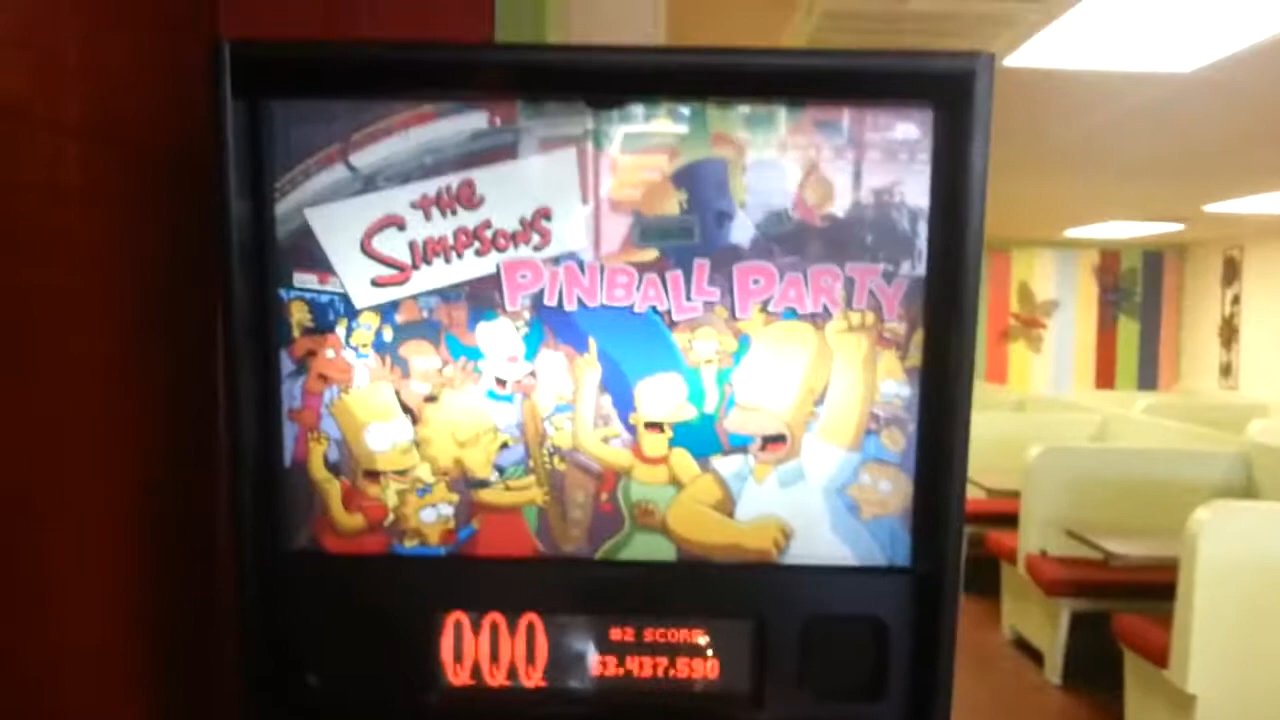 THE
SIMPSONS
PINBALL PARTY
QQQ
#2 SCORE
53,437,590